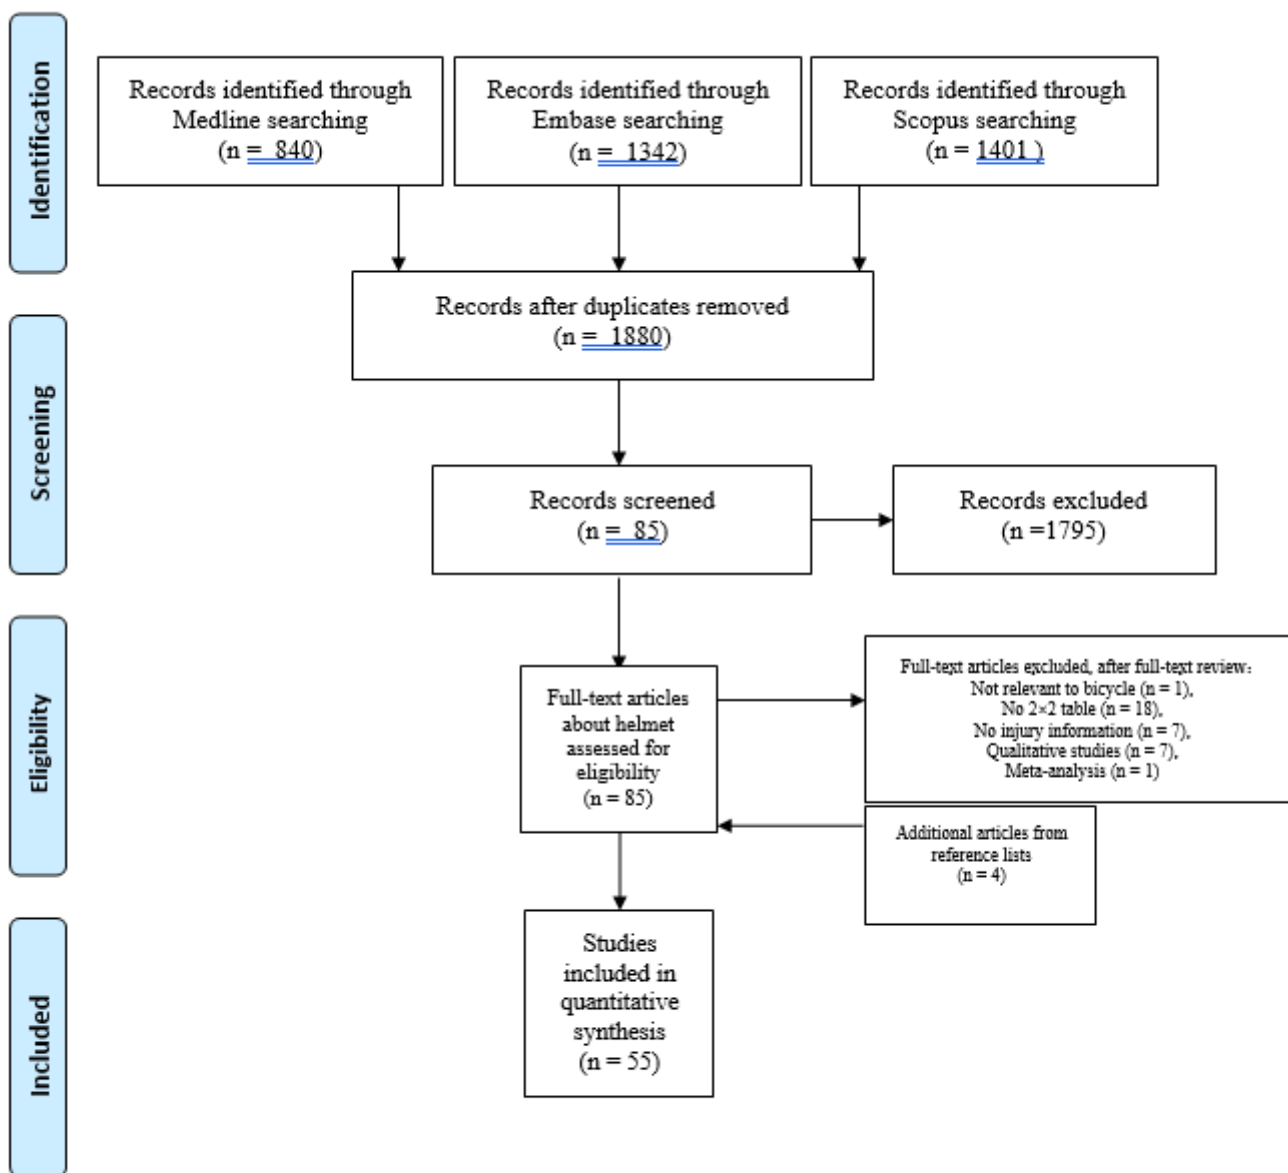 Identification
Records identified through
Medline searching
(n = 840)
Records identified through
Embase searching
(n = 1342)
Records identified through
Scopus searching
(n = 1401 )
Records after duplicates removed
(n = 1880)
Screening
Records screened
(n = 85)
Records excluded
(n =1795)
Eligibility
Full-text articles
about helmet
assessed for
eligibility
(n = 85)
Full-text articles excluded, after full-text review:
Not relevant to bicycle (n = 1),
No 2×2 table (n = 18),
No injury information (n = 7),
Qualitative studies (n = 7),
Meta-analysis (n = 1)
Additional articles from
reference lists
(n = 4)
Included
Studies
included in
quantitative
synthesis
(n = 55)